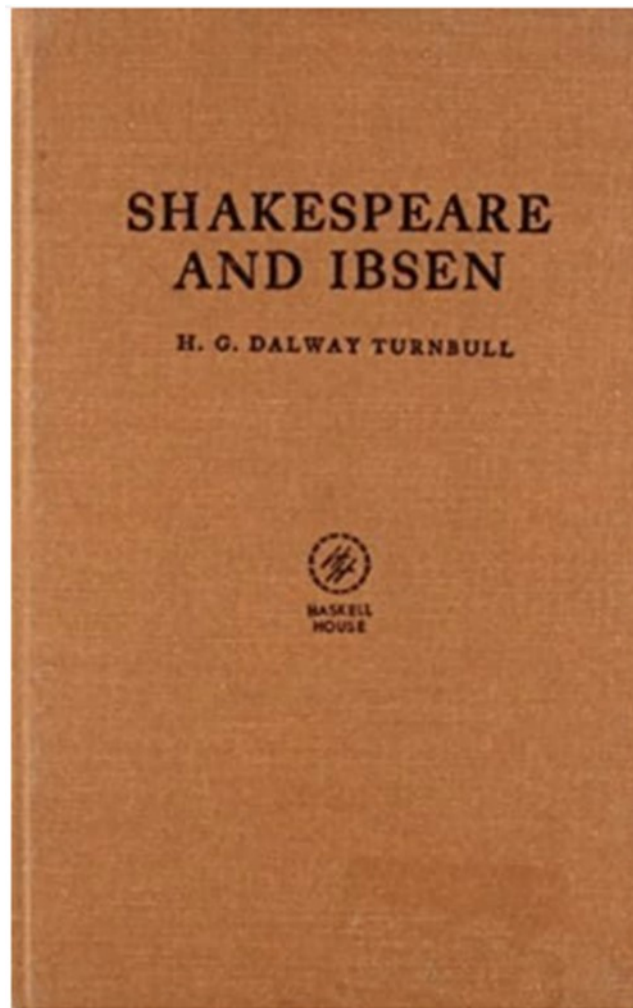 SHAKESPEARE
AND IBSEN
H. G. DALWAY TURNBULL
HASKELL
HOUSE